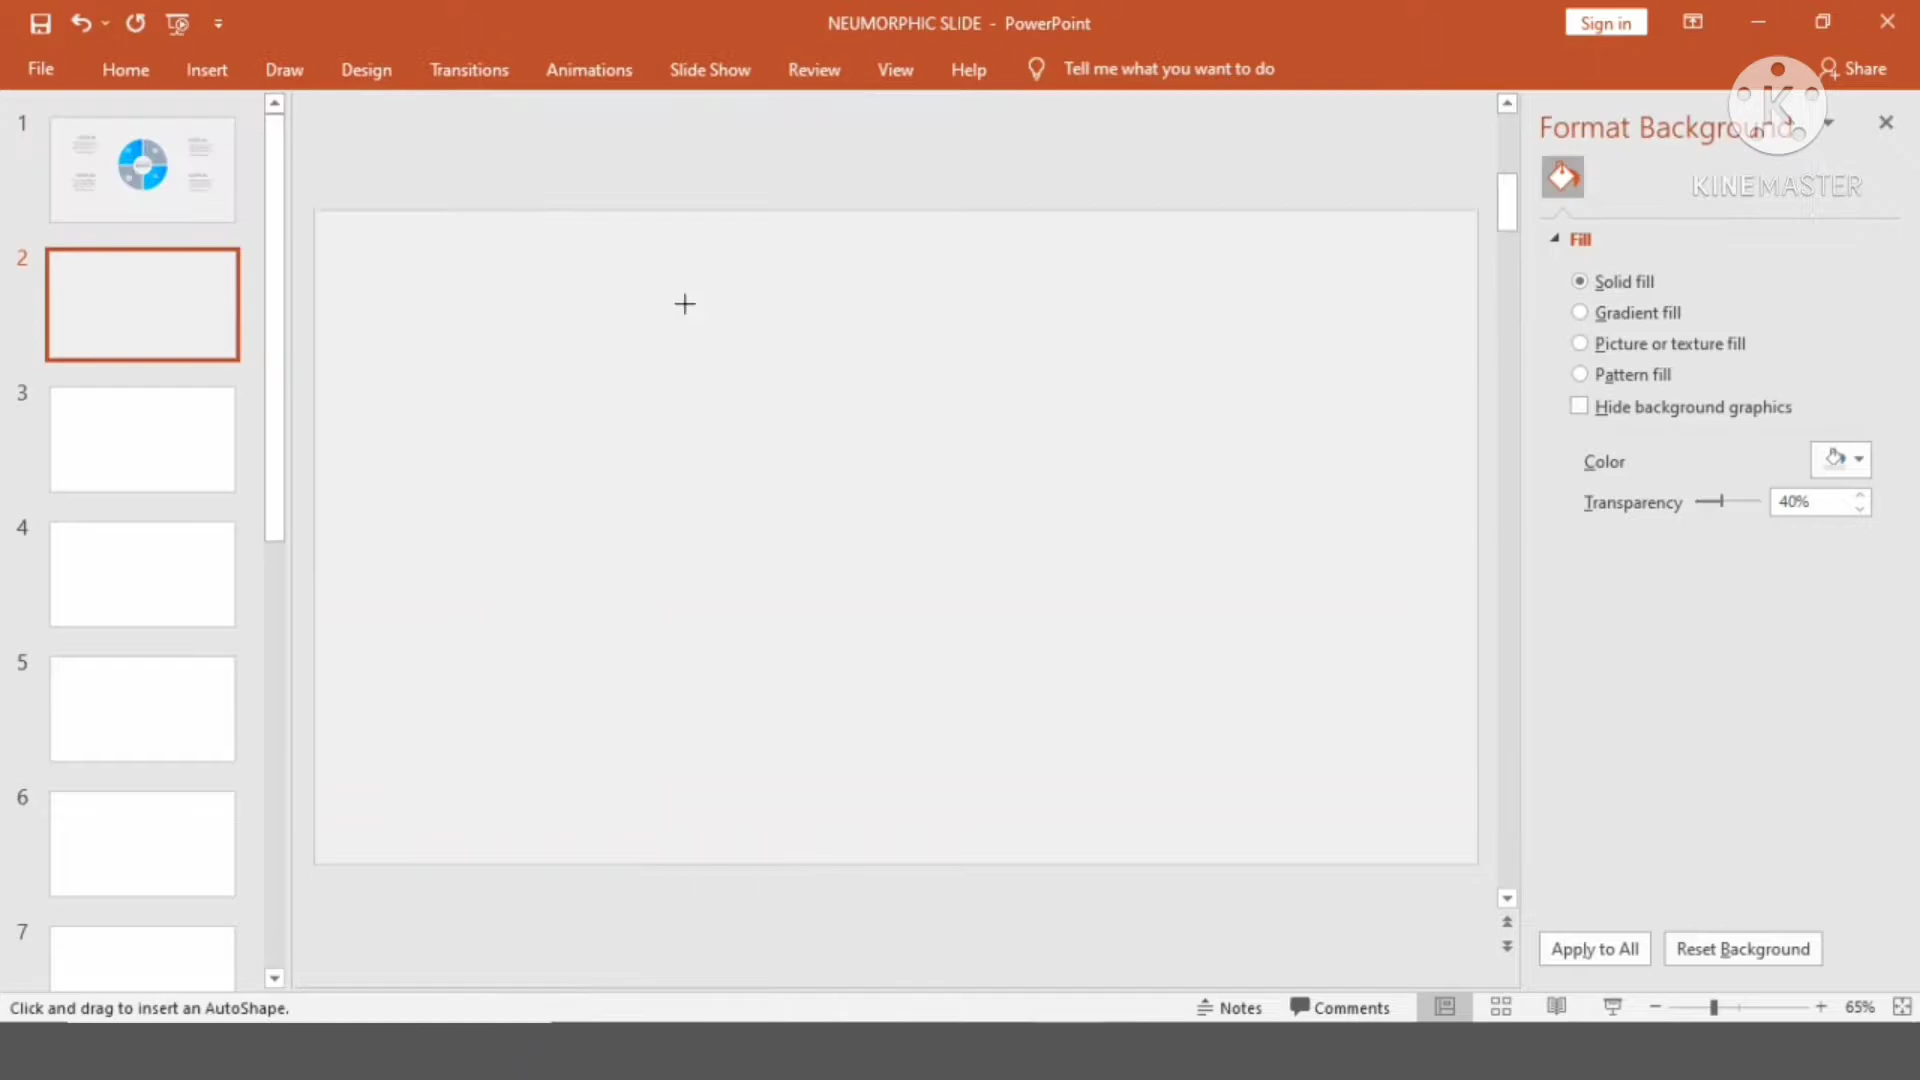 NEUMORPHIC SLIDE - PowerPoint
Sign in
File Home Insert Draw Design Transitions Animations Slide Show Review View Help Tell me what you want to do Share
K
KINEMASTER
Format Background
Fill
Solid fill
Gradient fill
Picture or texture fill
Pattern fill
Hide background graphics
Color
Transparency 40%
1
2
3
4
5
6
7
Apply to All Reset Background
Click and drag to insert an AutoShape. Notes Comments 65%